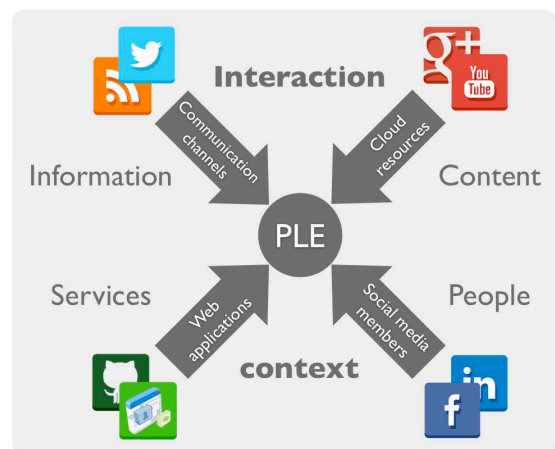 g+
You
Tube
Interaction
Communication
channels
Cloud
resources
Information
Content
PLE
Services
People
Web
applications
Social media
members
context
in
f